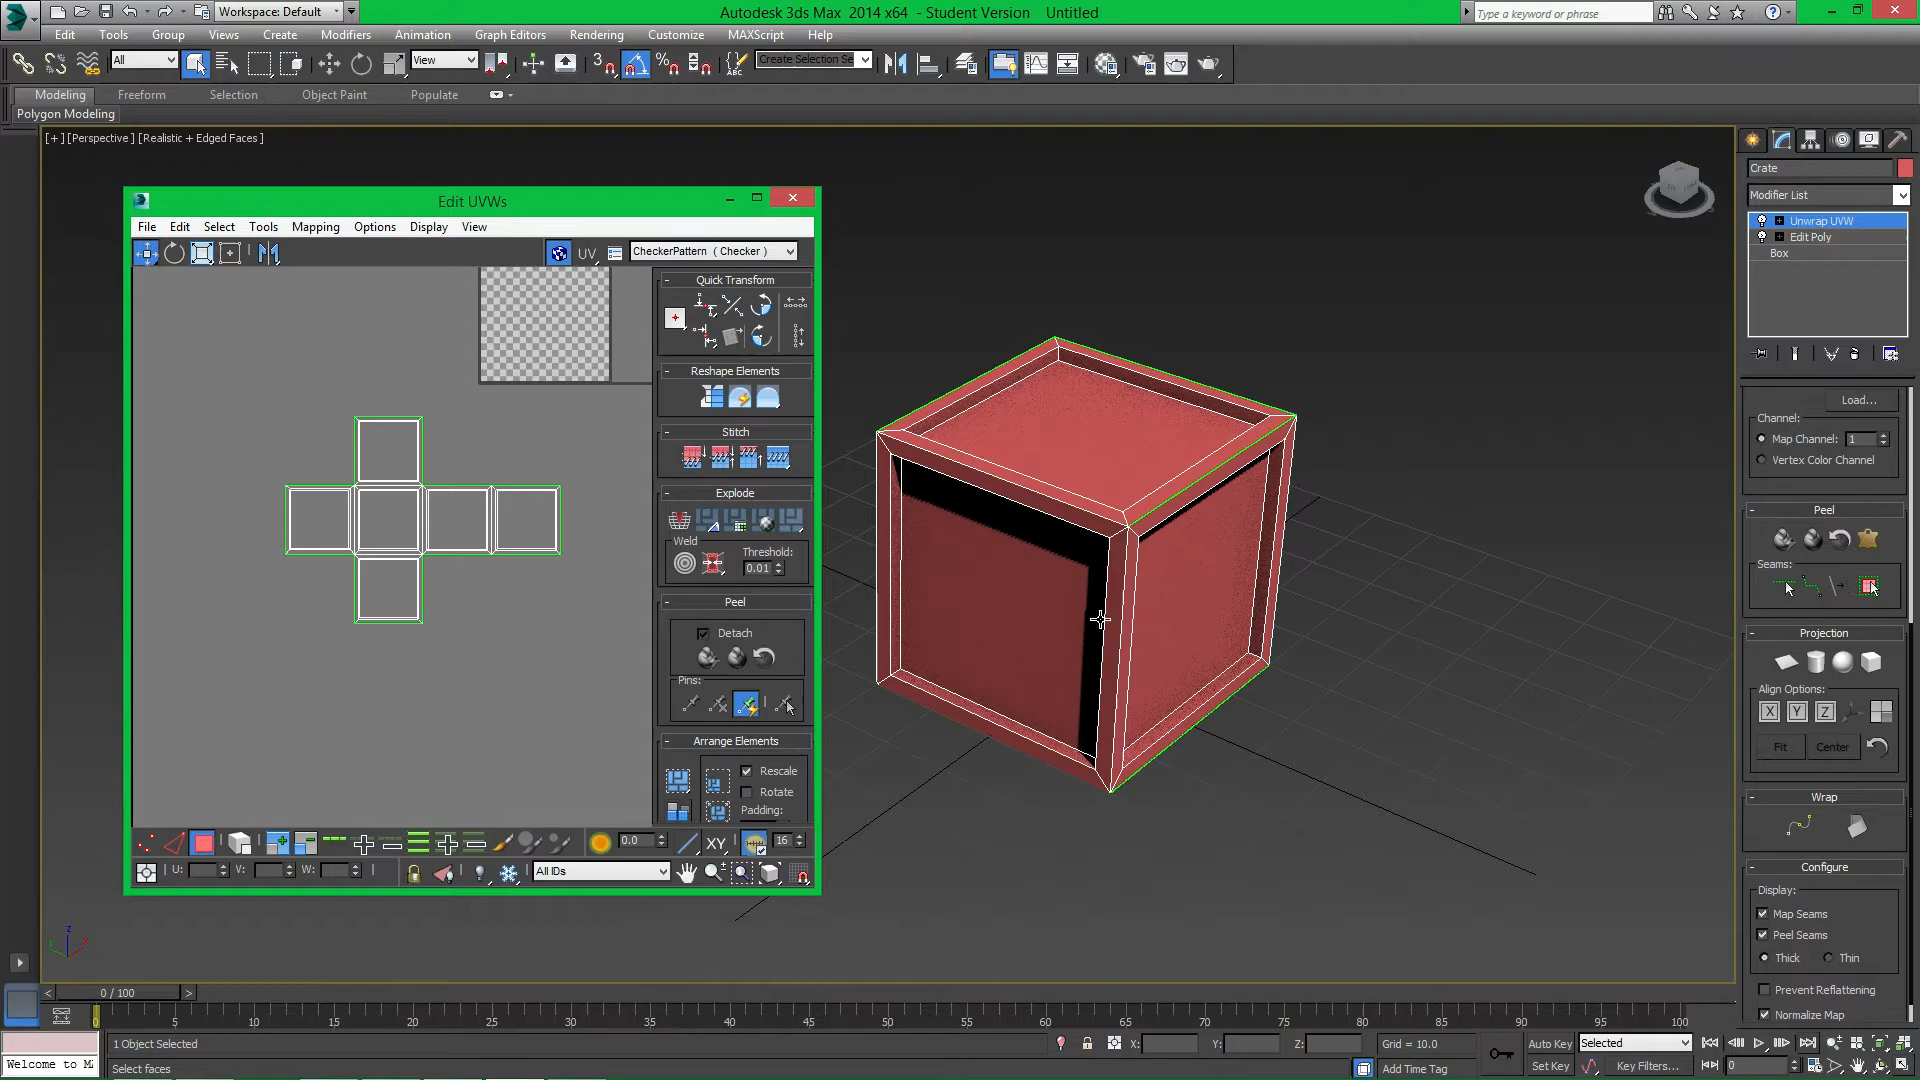 Workspace: Default
Autodesk 3ds Max 2014 x64 - Student Version Untitled
Type a keyword or phrase
Edit Tools Group Views Create Modifiers Animation Graph Editors Rendering Customize MAXScript Help
All
View
3
Create Selection Se
Modeling Freeform Selection Object Paint Populate
Polygon Modeling
[+] [Perspective ] [Realistic + Edged Faces ]
Edit UVWs
File Edit Select Tools Mapping Options Display View
UV
CheckerPattern ( Checker )
Quick Transform
Reshape Elements
Stitch
Explode
Weld
Threshold:
0.01
Peel
Detach
Pins:
Arrange Elements
Rescale
Rotate
Padding:
0.0
XY
16
U:
V:
W:
All IDs
Crate
Modifier List
Unwrap UVW
Edit Poly
Box
Load...
Channel:
Map Channel: 1
Vertex Color Channel
Peel
Seams:
Projection
Align Options:
X Y Z
Fit Center
Wrap
Configure
Display:
Map Seams
Peel Seams
Thick Thin
Prevent Reflattening
Normalize Map
z
x
y
0 / 100
5 10 15 20 25 30 35 40 45 50 55 60 65 70 75 80 85 90 95 100
1 Object Selected
X:
Y:
Z:
Grid = 10.0
Auto Key
Selected
Welcome to M
Select faces
Add Time Tag
Set Key
Key Filters...
0